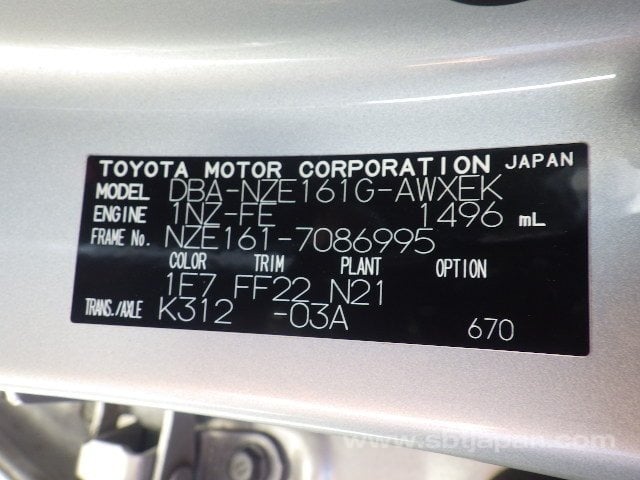 TOYOTA MOTOR CORPORATION JAPAN
MODEL DBA-NZE161G-AWXEK
ENGINE 1NZ-FE 1496 mL
FRAME No. NZE161-7086995
COLOR TRIM PLANT OPTION
1F7 FF22 N21
TRANS./AXLE K312 -03A
670
www.sbtjapan.com